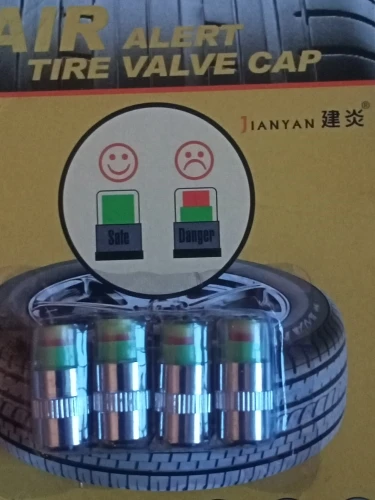 AIR ALERT
TIRE VALVE CAP
JIANYAN 建炎®
Safe Danger